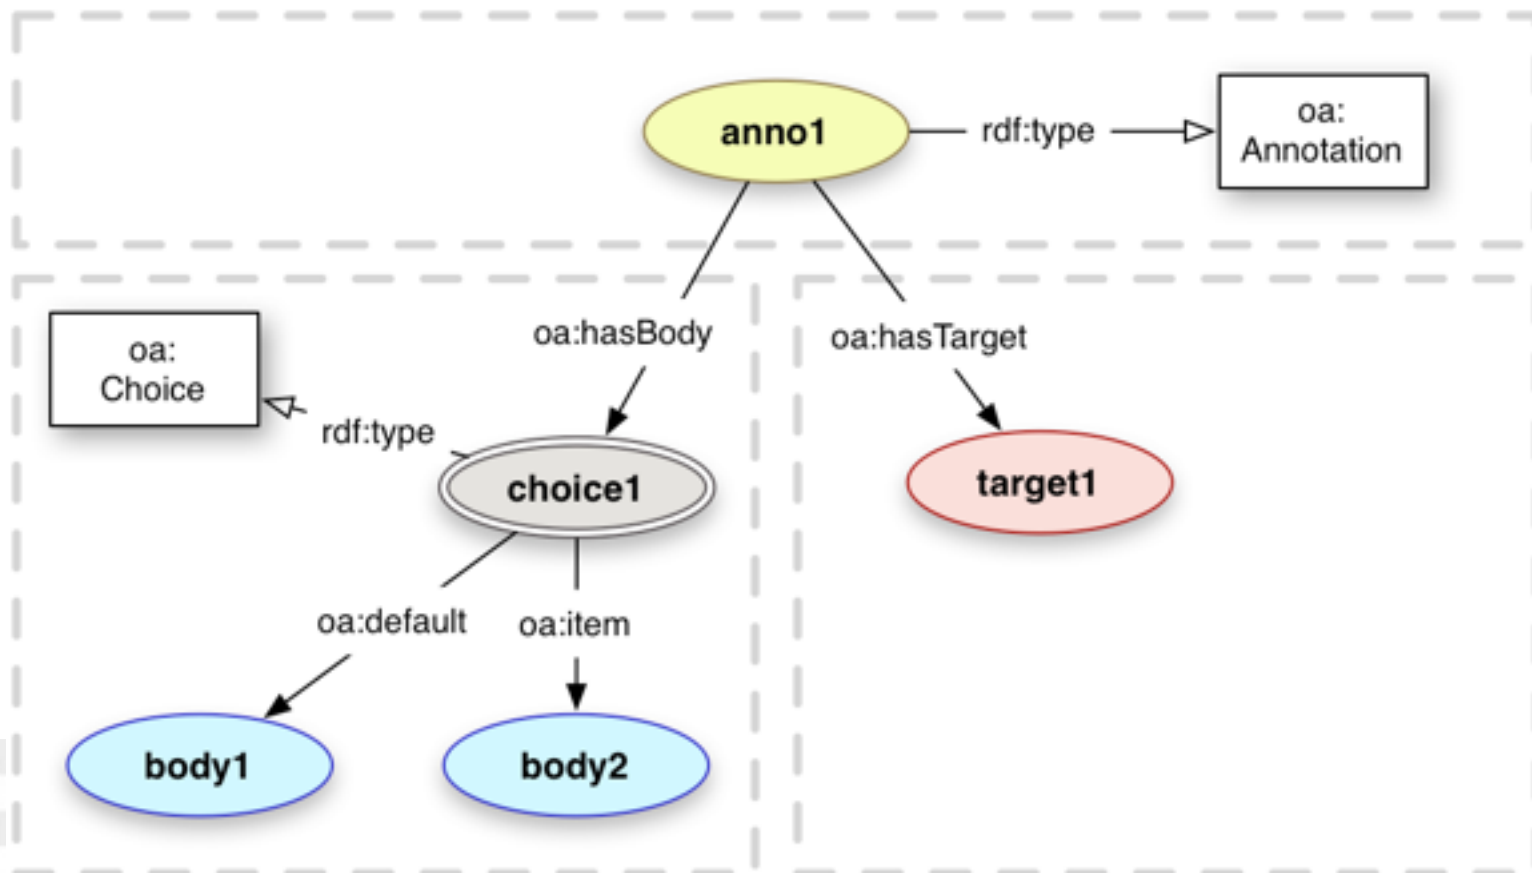 anno1
rdf:type
oa:
Annotation
oa:hasBody
oa:hasTarget
oa:
Choice
rdf:type
choice1
target1
oa:default
oa:item
body1
body2